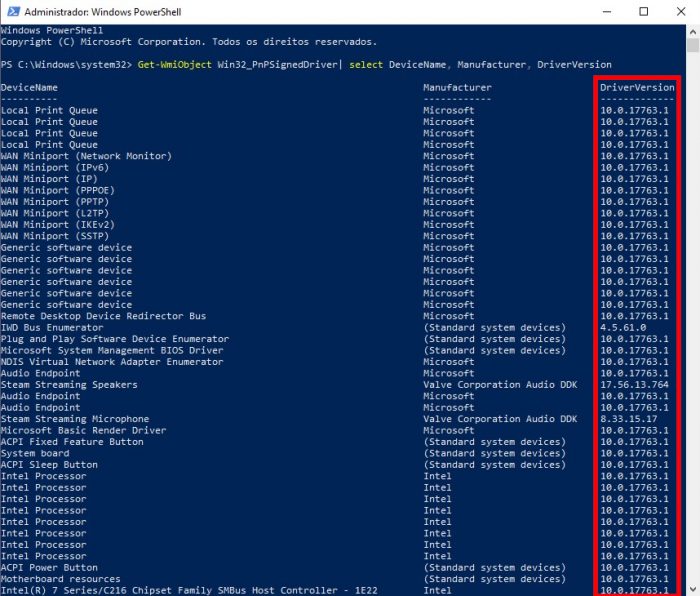 Administrador: Windows PowerShell
Windows PowerShell
Copyright (C) Microsoft Corporation. Todos os direitos reservados.
PS C:\Windows\system32> Get-WmiObject Win32_PnPSignedDriver| select DeviceName, Manufacturer, DriverVersion
DeviceName Manufacturer DriverVersion
---------- ------------ -------------
Local Print Queue Microsoft 10.0.17763.1
Local Print Queue Microsoft 10.0.17763.1
Local Print Queue Microsoft 10.0.17763.1
Local Print Queue Microsoft 10.0.17763.1
WAN Miniport (Network Monitor) Microsoft 10.0.17763.1
WAN Miniport (IPv6) Microsoft 10.0.17763.1
WAN Miniport (IP) Microsoft 10.0.17763.1
WAN Miniport (PPPOE) Microsoft 10.0.17763.1
WAN Miniport (PPTP) Microsoft 10.0.17763.1
WAN Miniport (L2TP) Microsoft 10.0.17763.1
WAN Miniport (IKEv2) Microsoft 10.0.17763.1
WAN Miniport (SSTP) Microsoft 10.0.17763.1
Generic software device Microsoft 10.0.17763.1
Generic software device Microsoft 10.0.17763.1
Generic software device Microsoft 10.0.17763.1
Generic software device Microsoft 10.0.17763.1
Generic software device Microsoft 10.0.17763.1
Generic software device Microsoft 10.0.17763.1
Remote Desktop Device Redirector Bus Microsoft 10.0.17763.1
IWD Bus Enumerator (Standard system devices) 4.5.61.0
Plug and Play Software Device Enumerator (Standard system devices) 10.0.17763.1
Microsoft System Management BIOS Driver (Standard system devices) 10.0.17763.1
NDIS Virtual Network Adapter Enumerator Microsoft 10.0.17763.1
Audio Endpoint Microsoft 10.0.17763.1
Steam Streaming Speakers Valve Corporation Audio DDK 17.56.13.764
Audio Endpoint Microsoft 10.0.17763.1
Audio Endpoint Microsoft 10.0.17763.1
Steam Streaming Microphone Valve Corporation Audio DDK 8.33.15.17
Microsoft Basic Render Driver Microsoft 10.0.17763.1
ACPI Fixed Feature Button (Standard system devices) 10.0.17763.1
System board (Standard system devices) 10.0.17763.1
ACPI Sleep Button (Standard system devices) 10.0.17763.1
Intel Processor Intel 10.0.17763.1
Intel Processor Intel 10.0.17763.1
Intel Processor Intel 10.0.17763.1
Intel Processor Intel 10.0.17763.1
Intel Processor Intel 10.0.17763.1
Intel Processor Intel 10.0.17763.1
Intel Processor Intel 10.0.17763.1
Intel Processor Intel 10.0.17763.1
ACPI Power Button (Standard system devices) 10.0.17763.1
Motherboard resources (Standard system devices) 10.0.17763.1
Intel(R) 7 Series/C216 Chipset Family SMBus Host Controller - 1E22 Intel 10.0.17763.1